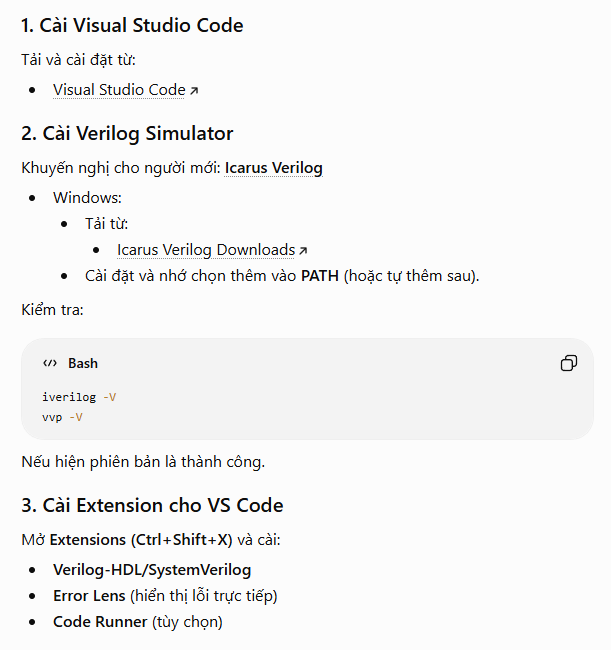 1. Cài Visual Studio Code
Tải và cài đặt từ:
• Visual Studio Code ↗
2. Cài Verilog Simulator
Khuyến nghị cho người mới: Icarus Verilog
• Windows:
• Tải từ:
• Icarus Verilog Downloads ↗
• Cài đặt và nhớ chọn thêm vào PATH (hoặc tự thêm sau).
Kiểm tra:
</> Bash
iverilog -V
vvp -V
Nếu hiện phiên bản là thành công.
3. Cài Extension cho VS Code
Mở Extensions (Ctrl+Shift+X) và cài:
• Verilog-HDL/SystemVerilog
• Error Lens (hiển thị lỗi trực tiếp)
• Code Runner (tùy chọn)